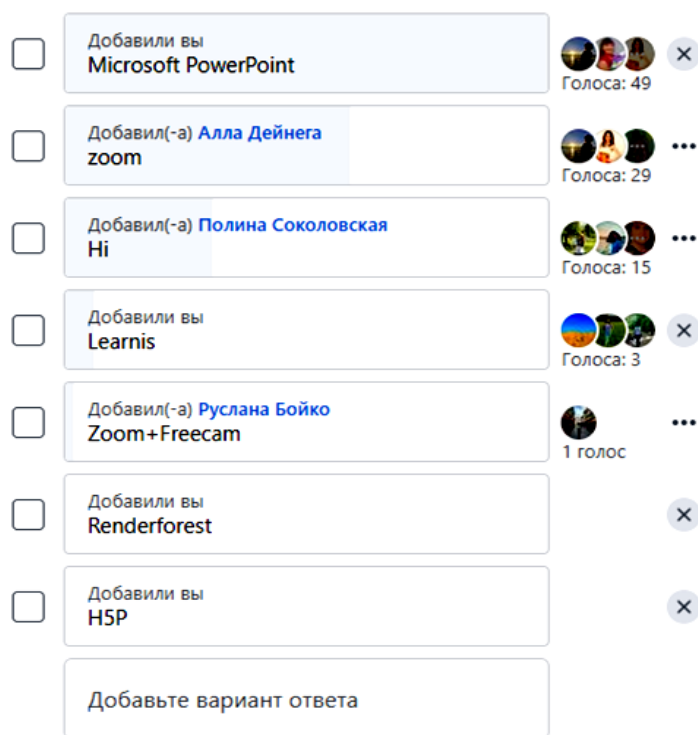 Добавили вы
Microsoft PowerPoint
Голоса: 49
Добавил(-а) Алла Дейнега
zoom
Голоса: 29
Добавил(-а) Полина Соколовская
Hi
Голоса: 15
Добавили вы
Learnis
Голоса: 3
Добавил(-а) Руслана Бойко
Zoom+Freecam
1 голос
Добавили вы
Renderforest
Добавили вы
H5P
Добавьте вариант ответа